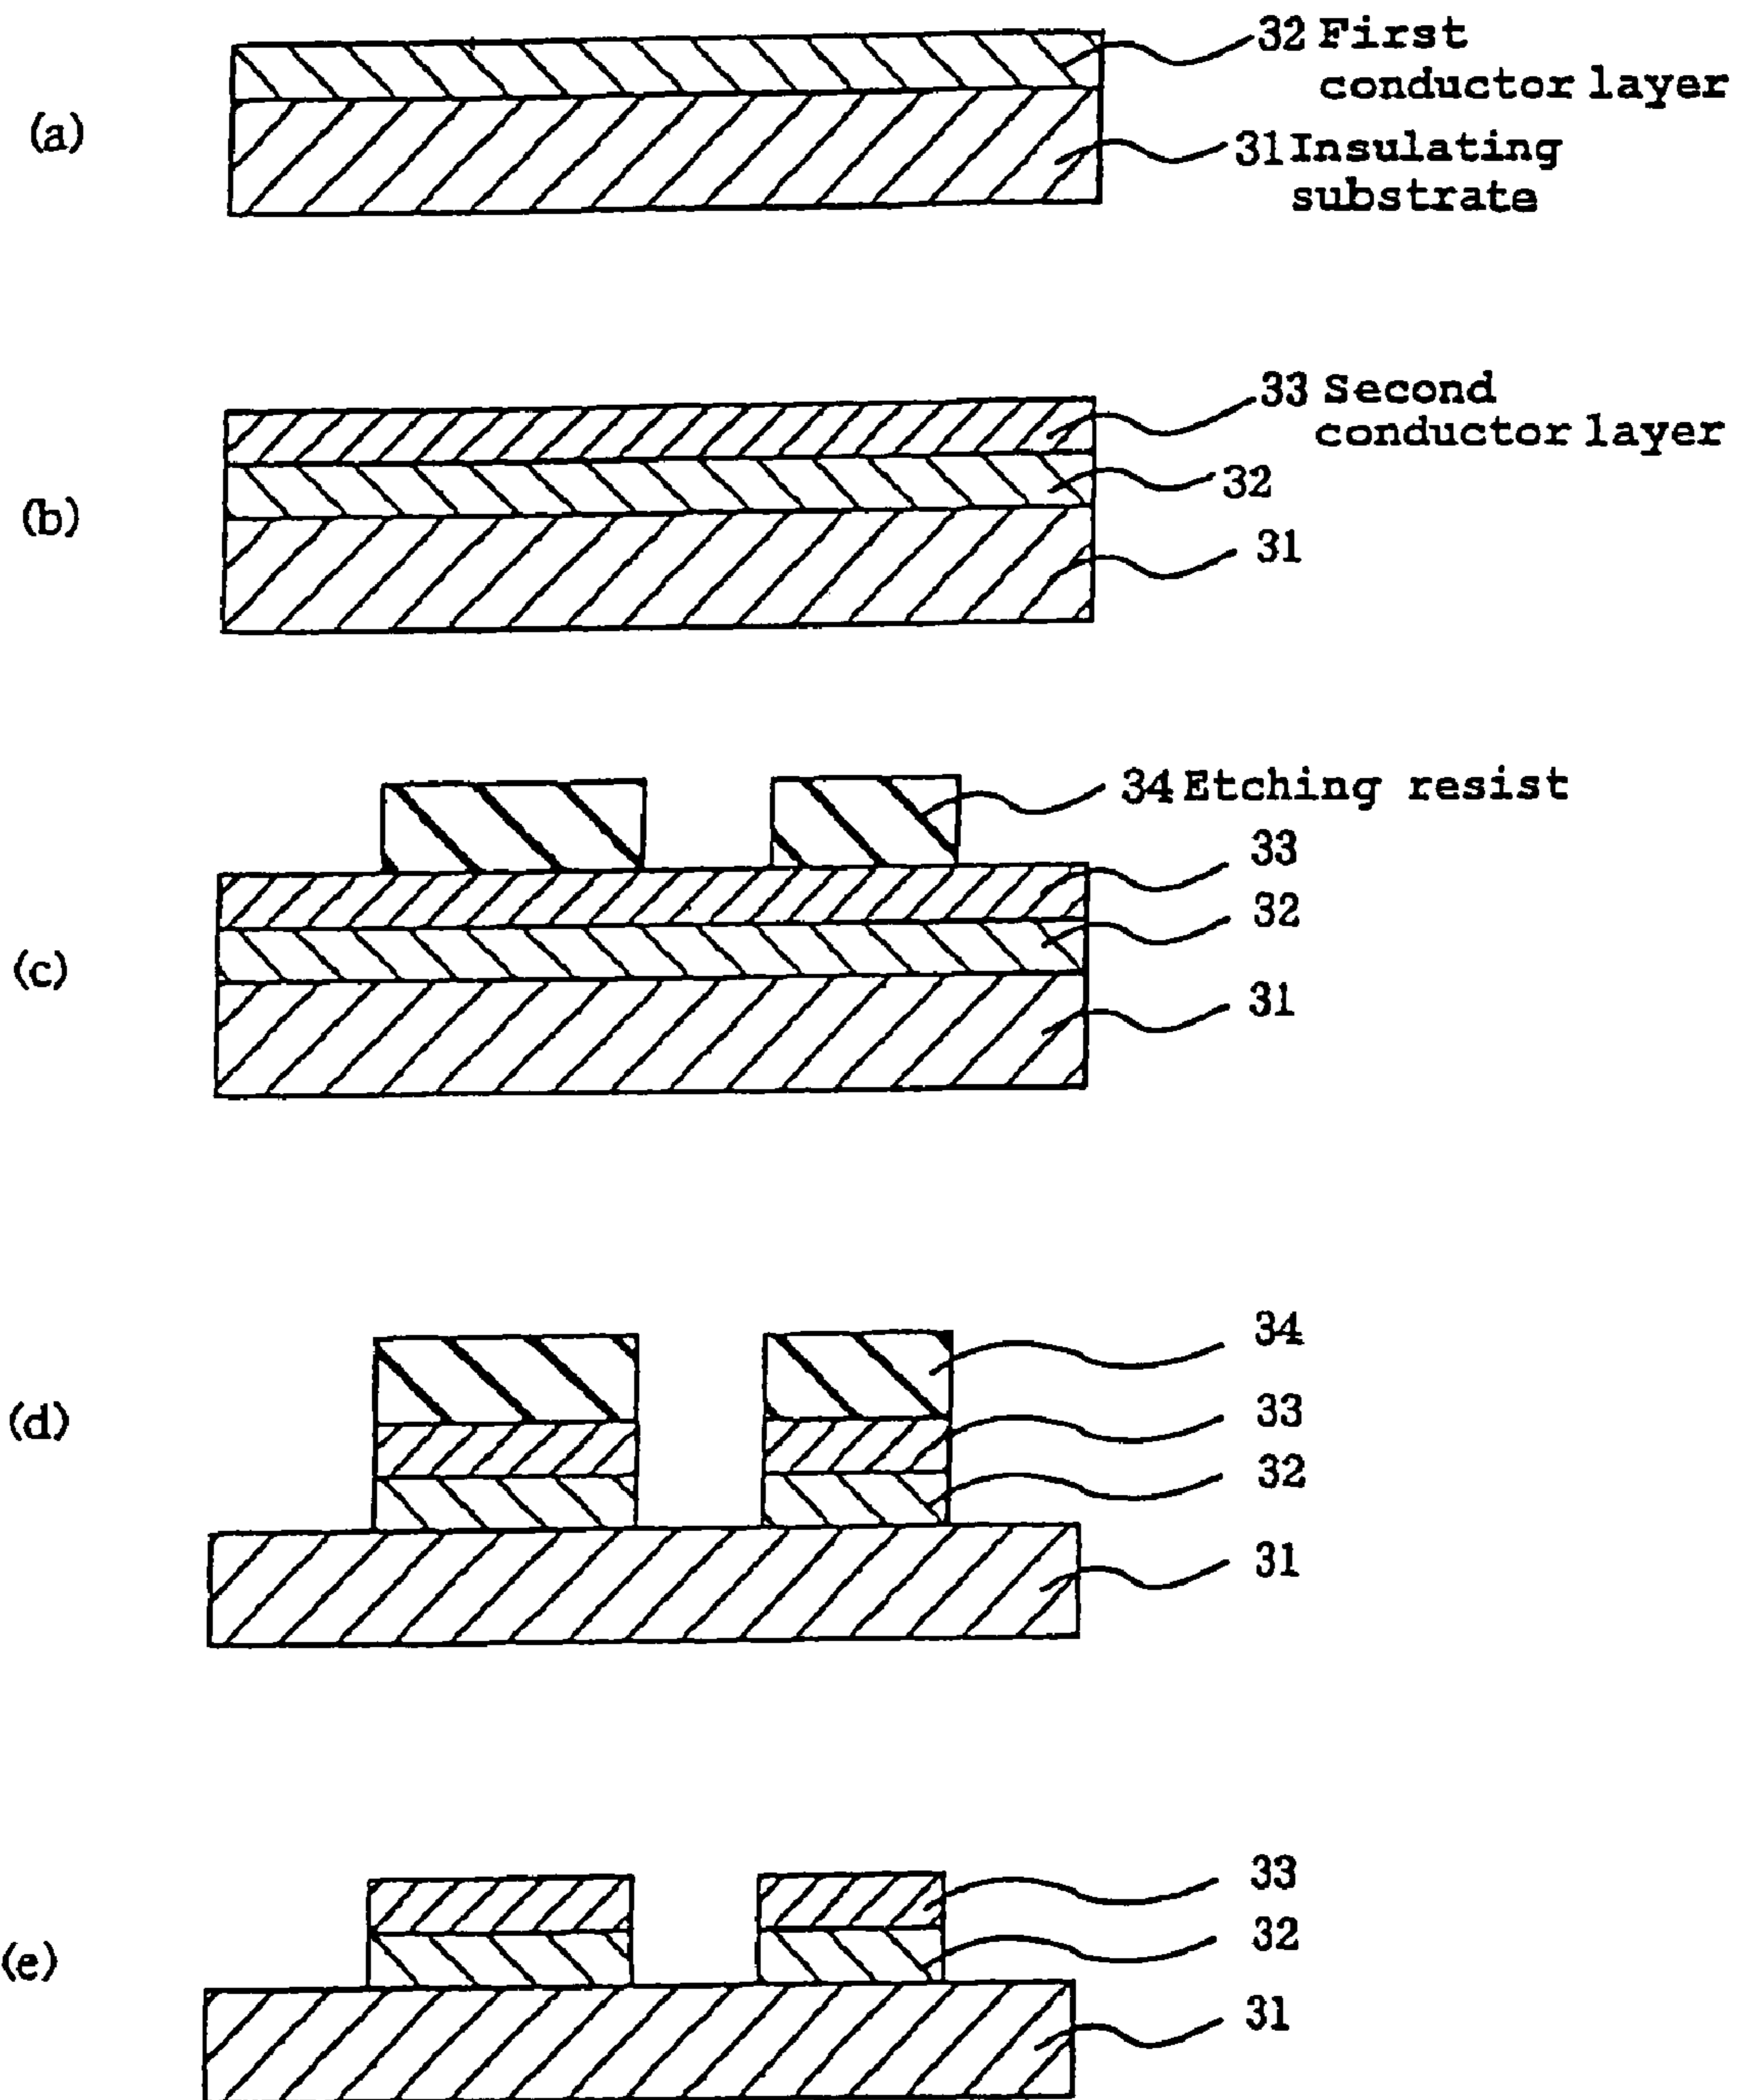 32 First
conductor layer
(a)
31 Insulating
substrate
33 Second
conductor layer
32
(b)
31
34 Etching resist
33
32
(c)
31
34
33
(d)
32
31
33
32
(e)
31